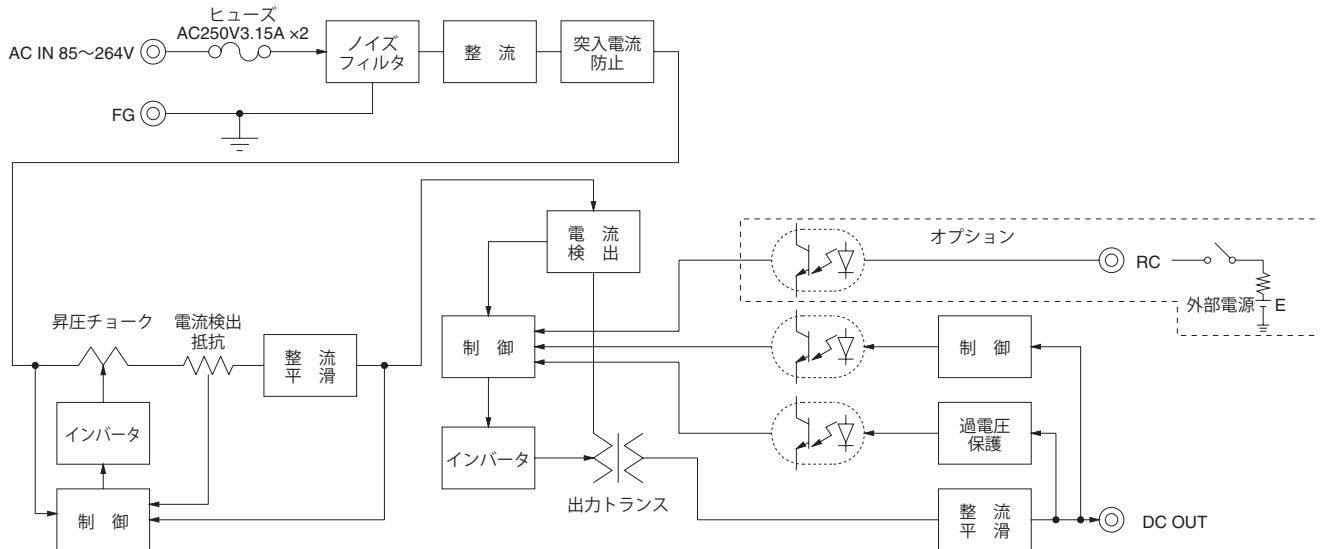 ヒューズ
AC250V3.15A ×2
AC IN 85～264V
ノイズ
フィルタ
整 流
突入電流
防止
FG
電 流
検 出
オプション
RC
外部電源
E
昇圧チョーク
電流検出
抵抗
整 流
平 滑
制 御
制 御
インバータ
過電圧
保護
インバータ
出力トランス
制 御
整 流
平 滑
DC OUT